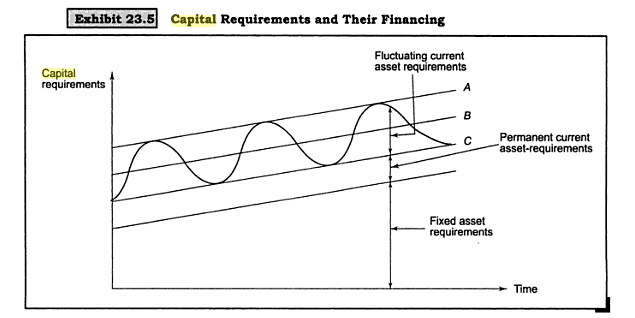 Exhibit 23.5 Capital Requirements and Their Financing
Fluctuating current
asset requirements
Capital
requirements
A
B
C
Permanent current
asset-requirements
Fixed asset
requirements
Time